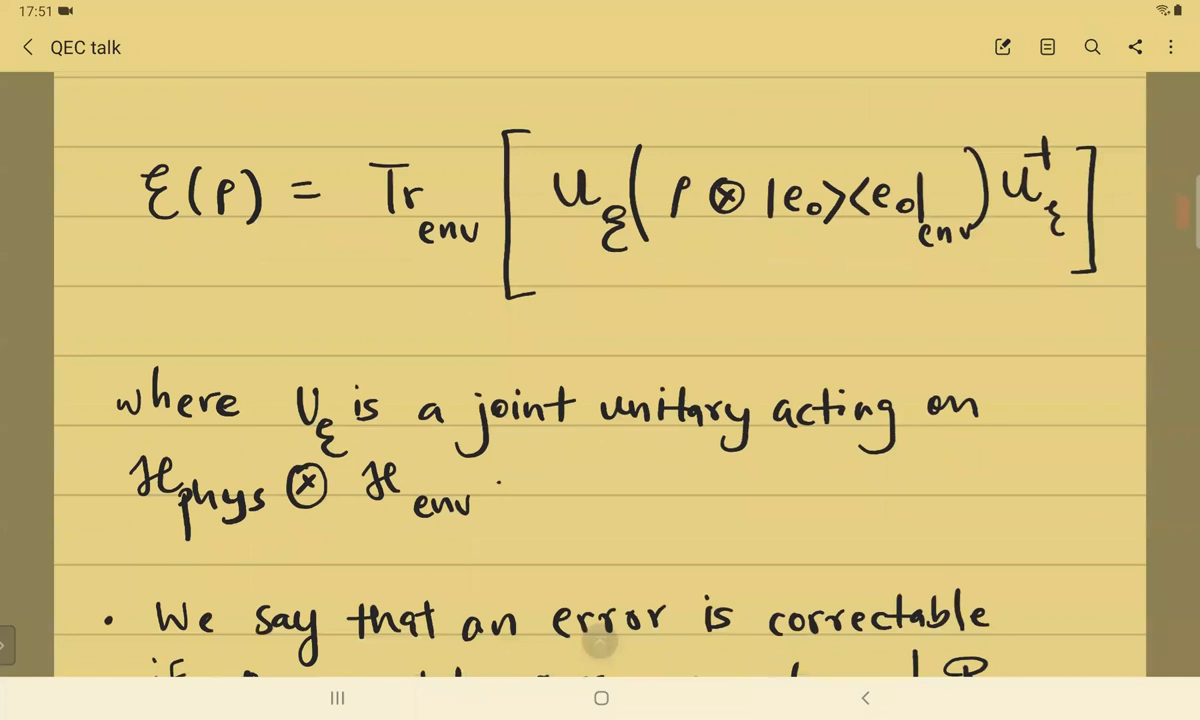 17:51
QEC talk
ℰ(ρ) = Tr_env [ U_ℰ ( ρ ⊗ |e₀><e₀|_env ) U†_ℰ ]
where U_ℰ is a joint unitary acting on
ℋ_phys ⊗ ℋ_env .
• We say that an error is correctable